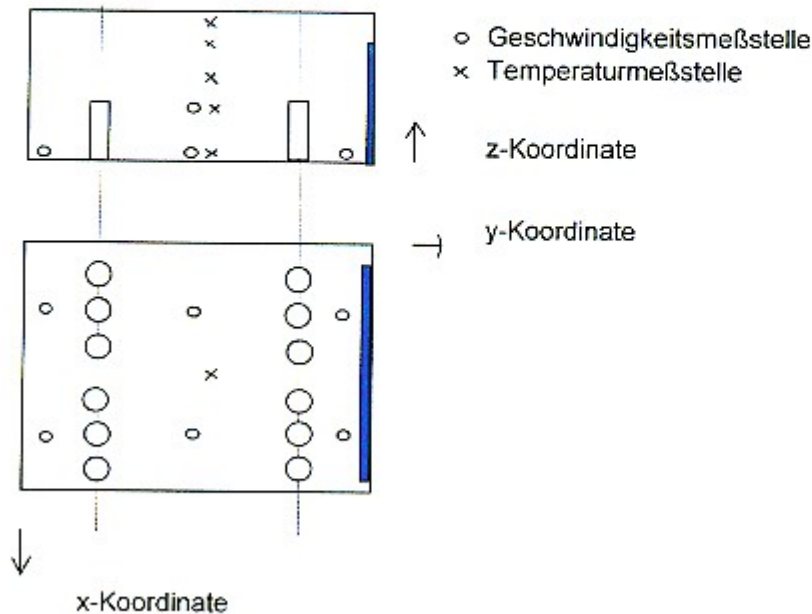 Geschwindigkeitsmeßstelle
Temperaturmeßstelle
z-Koordinate
y-Koordinate
x-Koordinate